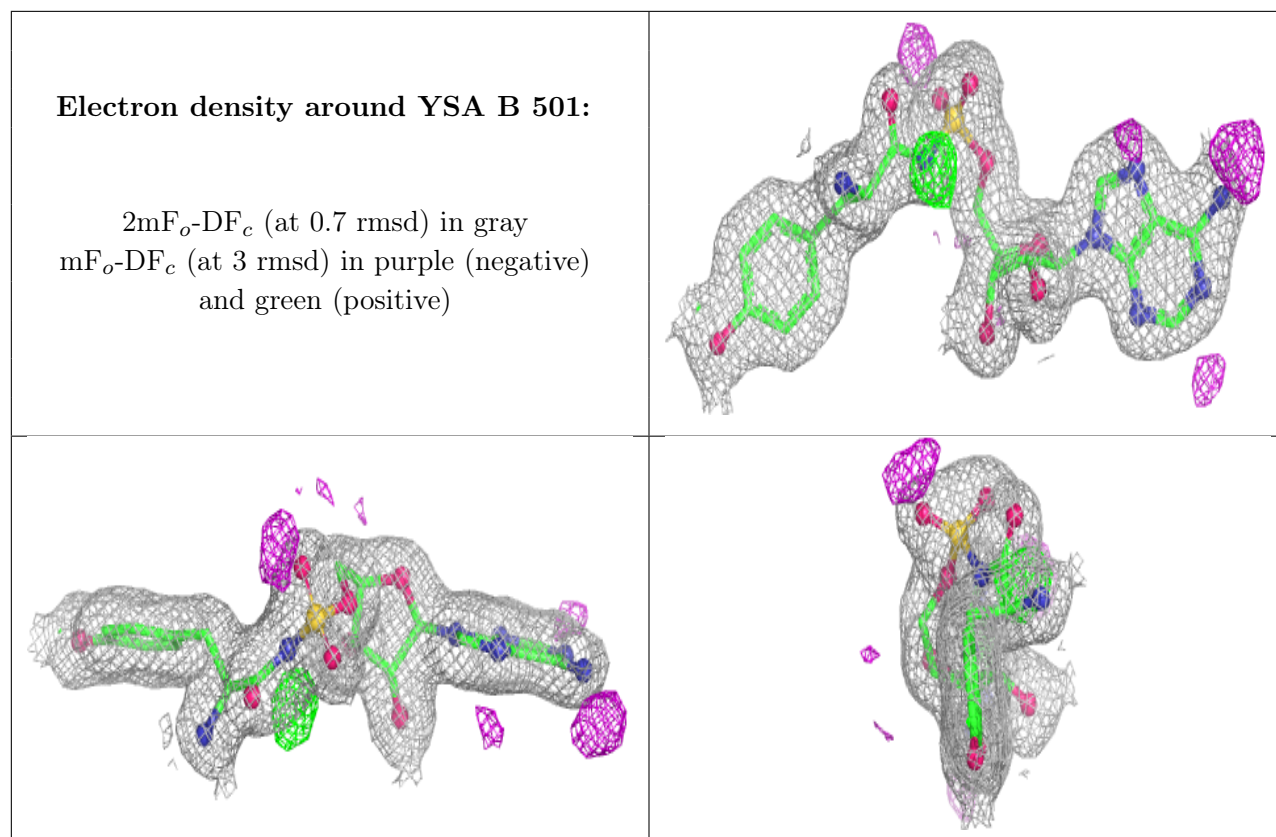 Electron density around YSA B 501:
2mFₒ-DF𝒸 (at 0.7 rmsd) in gray
mFₒ-DF𝒸 (at 3 rmsd) in purple (negative)
and green (positive)